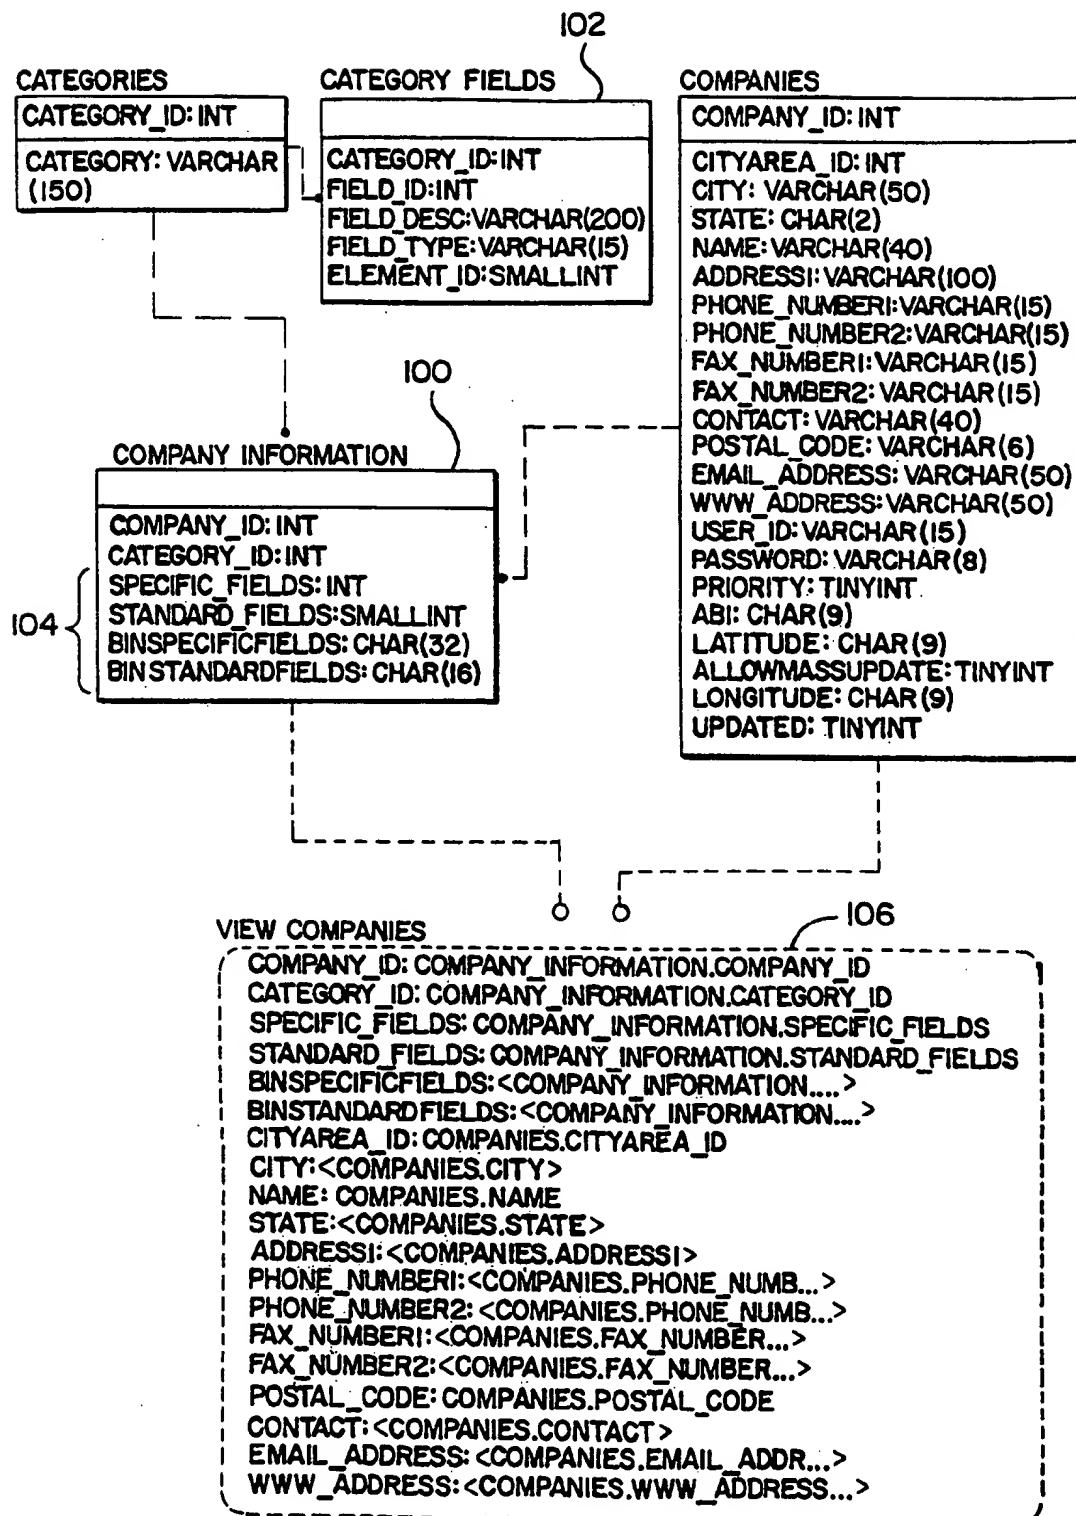 102
CATEGORIES
CATEGORY_ID: INT
CATEGORY: VARCHAR
(150)
CATEGORY FIELDS
CATEGORY_ID:INT
FIELD_ID:INT
FIELD_DESC:VARCHAR(200)
FIELD_TYPE:VARCHAR(15)
ELEMENT_ID:SMALLINT
COMPANIES
COMPANY_ID: INT
CITYAREA_ID: INT
CITY: VARCHAR(50)
STATE: CHAR(2)
NAME:VARCHAR(40)
ADDRESS1:VARCHAR(100)
PHONE_NUMBER1:VARCHAR(15)
PHONE_NUMBER2:VARCHAR(15)
FAX_NUMBER1:VARCHAR(15)
FAX_NUMBER2: VARCHAR(15)
CONTACT: VARCHAR(40)
POSTAL_CODE: VARCHAR(6)
EMAIL_ADDRESS: VARCHAR(50)
WWW_ADDRESS:VARCHAR(50)
USER_ID:VARCHAR(15)
PASSWORD: VARCHAR(8)
PRIORITY: TINYINT
ABI: CHAR(9)
LATITUDE: CHAR(9)
ALLOWMASSUPDATE:TINYINT
LONGITUDE: CHAR(9)
UPDATED: TINYINT
100
COMPANY INFORMATION
COMPANY_ID: INT
CATEGORY_ID:INT
SPECIFIC_FIELDS: INT
STANDARD_FIELDS:SMALLINT
BINSPECIFICFIELDS: CHAR(32)
BINSTANDARDFIELDS: CHAR(16)
104
106
VIEW COMPANIES
COMPANY_ID: COMPANY_INFORMATION.COMPANY_ID
CATEGORY_ID: COMPANY_INFORMATION.CATEGORY_ID
SPECIFIC_FIELDS: COMPANY_INFORMATION.SPECIFIC_FIELDS
STANDARD_FIELDS: COMPANY_INFORMATION.STANDARD_FIELDS
BINSPECIFICFIELDS:<COMPANY_INFORMATION....>
BINSTANDARDFIELDS:<COMPANY_INFORMATION....>
CITYAREA_ID: COMPANIES.CITYAREA_ID
CITY:<COMPANIES.CITY>
NAME: COMPANIES.NAME
STATE:<COMPANIES.STATE>
ADDRESS1:<COMPANIES.ADDRESS1>
PHONE_NUMBER1:<COMPANIES.PHONE_NUMB...>
PHONE_NUMBER2:<COMPANIES.PHONE_NUMB...>
FAX_NUMBER1:<COMPANIES.FAX_NUMBER...>
FAX_NUMBER2:<COMPANIES.FAX_NUMBER...>
POSTAL_CODE: COMPANIES.POSTAL_CODE
CONTACT:<COMPANIES.CONTACT>
EMAIL_ADDRESS:<COMPANIES.EMAIL_ADDR...>
WWW_ADDRESS:<COMPANIES.WWW_ADDRESS...>